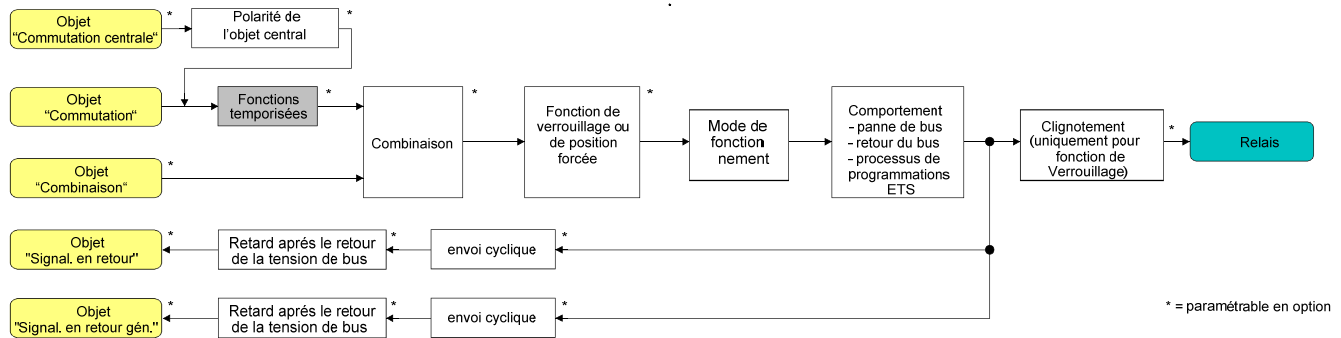 Objet
“Commutation centrale“
*
Polarité de
l'objet central
*
Objet
“Commutation“
Fonctions
temporisées
*
Combinaison
*
Fonction de
verrouillage ou
de position
forcée
*
Mode de
fonction
nement
Comportement
- panne de bus
- retour du bus
- processus de
programmations
ETS
Clignotement
(uniquement pour
fonction de
Verrouillage)
*
Relais
Objet
“Combinaison“
*
Objet
"Signal. en retour"
*
Retard aprés le retour
de la tension de bus
*
envoi cyclique
*
Objet
"Signal. en retour gén."
*
Retard aprés le retour
de la tension de bus
*
envoi cyclique
*
* = paramétrable en option